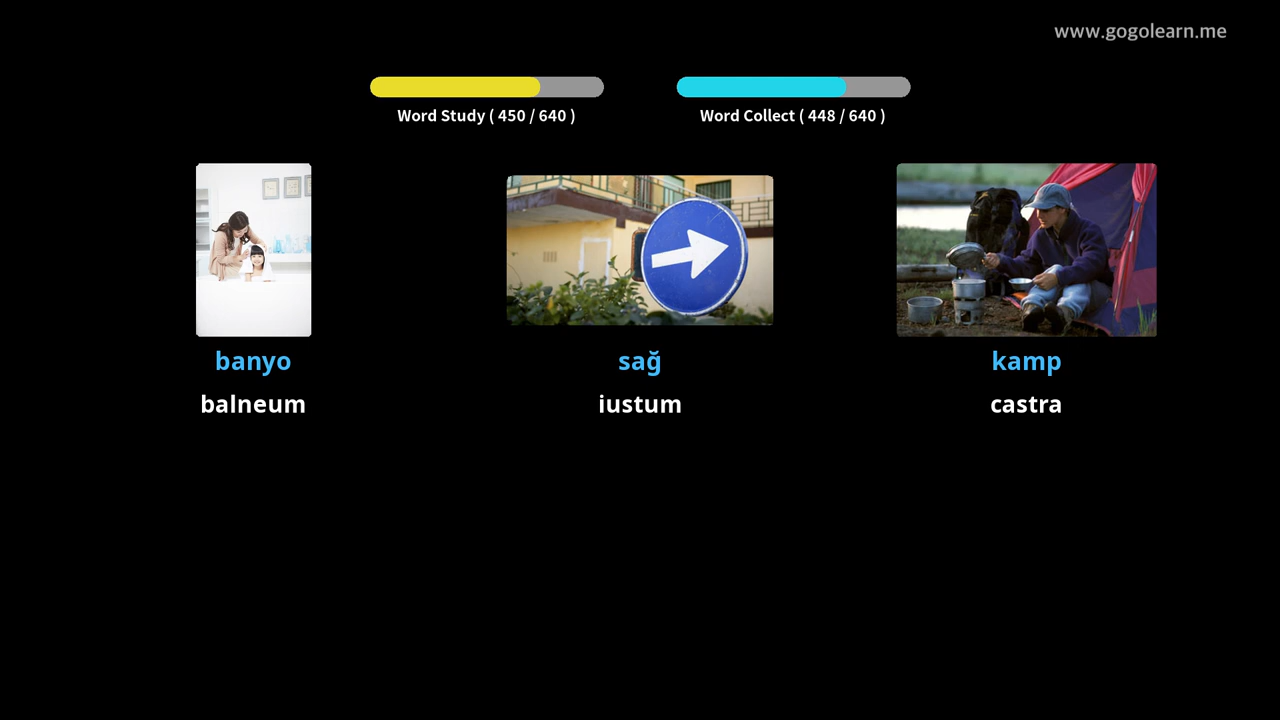 www.gogolearn.me
Word Study ( 450 / 640 )
Word Collect ( 448 / 640 )
banyo
balneum
sağ
iustum
kamp
castra